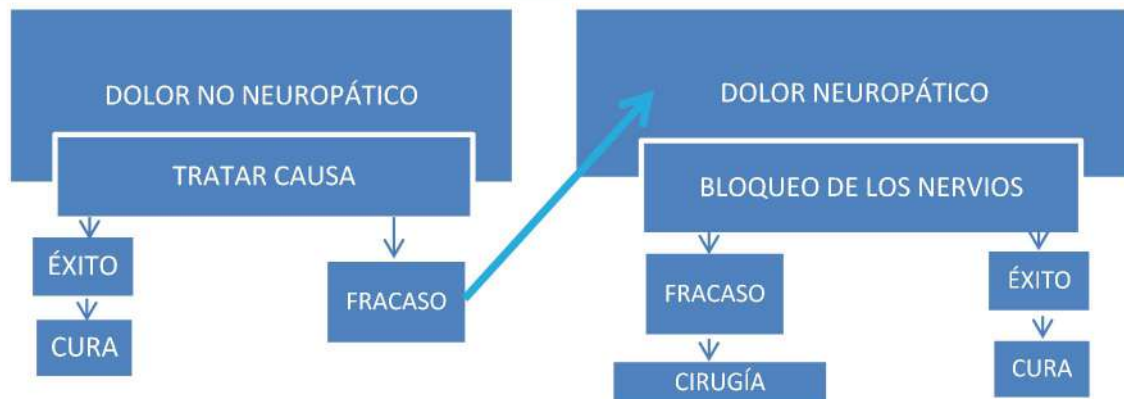 DOLOR NO NEUROPÁTICO
TRATAR CAUSA
ÉXITO
CURA
FRACASO
DOLOR NEUROPÁTICO
BLOQUEO DE LOS NERVIOS
FRACASO
CIRUGÍA
ÉXITO
CURA